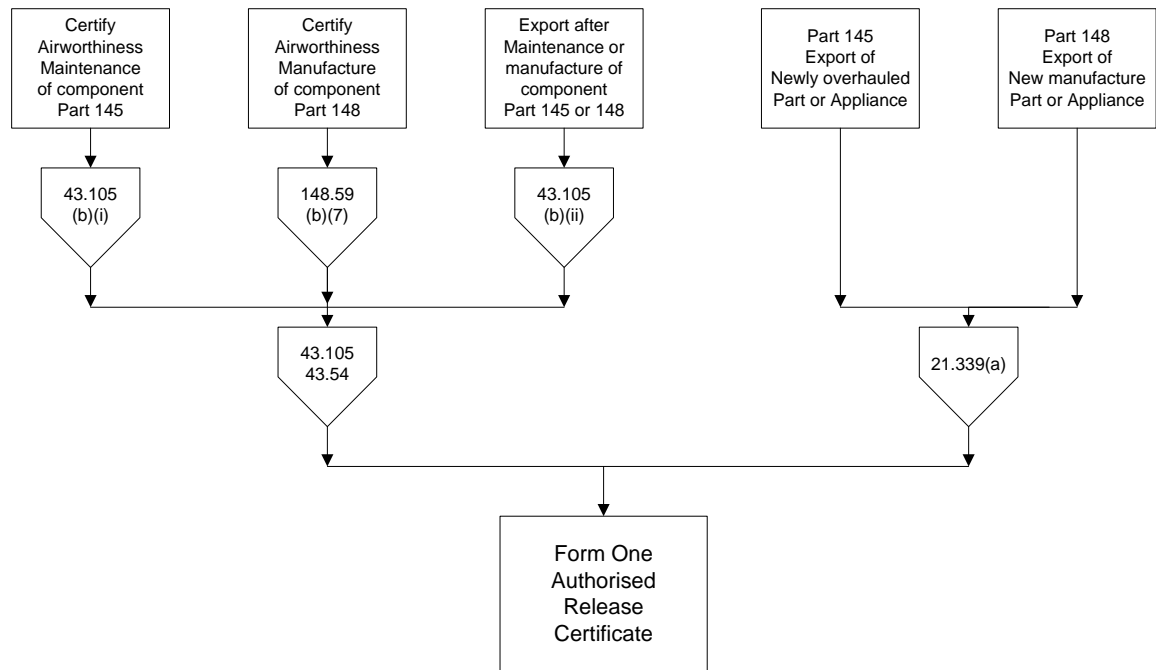 Certify
Airworthiness
Maintenance
of component
Part 145
Certify
Airworthiness
Manufacture
of component
Part 148
Export after
Maintenance or
manufacture of
component
Part 145 or 148
Part 145
Export of
Newly overhauled
Part or Appliance
Part 148
Export of
New manufacture
Part or Appliance
43.105
(b)(i)
148.59
(b)(7)
43.105
(b)(ii)
43.105
43.54
21.339(a)
Form One
Authorised
Release
Certificate